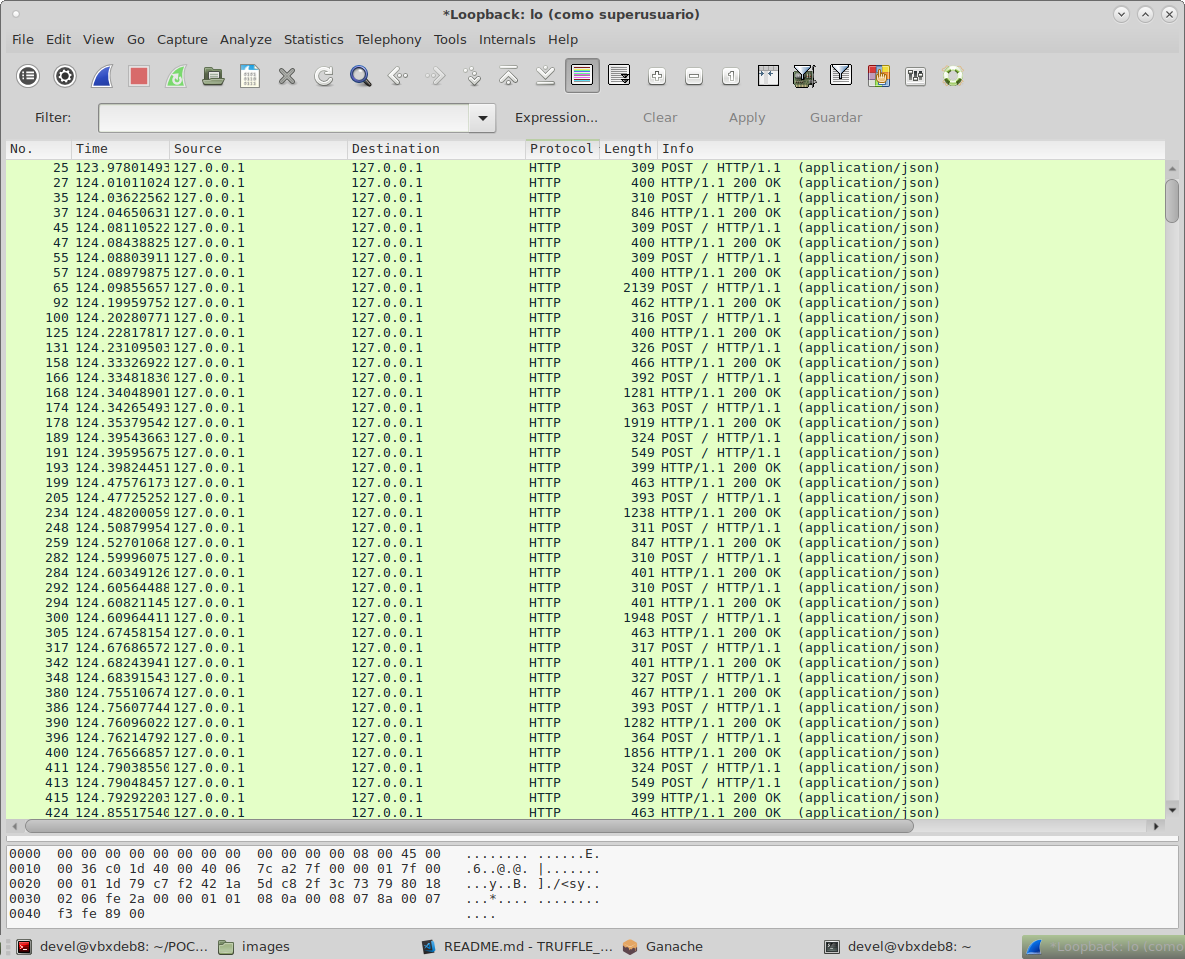 *Loopback: lo (como superusuario)
File Edit View Go Capture Analyze Statistics Telephony Tools Internals Help
Filter: Expression... Clear Apply Guardar
No. Time Source Destination Protocol Length Info
25 123.97801493 127.0.0.1 127.0.0.1 HTTP 309 POST / HTTP/1.1 (application/json)
27 124.01011024 127.0.0.1 127.0.0.1 HTTP 400 HTTP/1.1 200 OK (application/json)
35 124.03622562 127.0.0.1 127.0.0.1 HTTP 310 POST / HTTP/1.1 (application/json)
37 124.04650631 127.0.0.1 127.0.0.1 HTTP 846 HTTP/1.1 200 OK (application/json)
45 124.08110522 127.0.0.1 127.0.0.1 HTTP 309 POST / HTTP/1.1 (application/json)
47 124.08438825 127.0.0.1 127.0.0.1 HTTP 400 HTTP/1.1 200 OK (application/json)
55 124.08803911 127.0.0.1 127.0.0.1 HTTP 309 POST / HTTP/1.1 (application/json)
57 124.08979875 127.0.0.1 127.0.0.1 HTTP 400 HTTP/1.1 200 OK (application/json)
65 124.09855657 127.0.0.1 127.0.0.1 HTTP 2139 POST / HTTP/1.1 (application/json)
92 124.19959752 127.0.0.1 127.0.0.1 HTTP 462 HTTP/1.1 200 OK (application/json)
100 124.20280771 127.0.0.1 127.0.0.1 HTTP 316 POST / HTTP/1.1 (application/json)
125 124.22817817 127.0.0.1 127.0.0.1 HTTP 400 HTTP/1.1 200 OK (application/json)
131 124.23109503 127.0.0.1 127.0.0.1 HTTP 326 POST / HTTP/1.1 (application/json)
158 124.33326922 127.0.0.1 127.0.0.1 HTTP 466 HTTP/1.1 200 OK (application/json)
166 124.33481830 127.0.0.1 127.0.0.1 HTTP 392 POST / HTTP/1.1 (application/json)
168 124.34048901 127.0.0.1 127.0.0.1 HTTP 1281 HTTP/1.1 200 OK (application/json)
174 124.34265493 127.0.0.1 127.0.0.1 HTTP 363 POST / HTTP/1.1 (application/json)
178 124.35379542 127.0.0.1 127.0.0.1 HTTP 1919 HTTP/1.1 200 OK (application/json)
189 124.39543663 127.0.0.1 127.0.0.1 HTTP 324 POST / HTTP/1.1 (application/json)
191 124.39595675 127.0.0.1 127.0.0.1 HTTP 549 POST / HTTP/1.1 (application/json)
193 124.39824451 127.0.0.1 127.0.0.1 HTTP 399 HTTP/1.1 200 OK (application/json)
199 124.47576173 127.0.0.1 127.0.0.1 HTTP 463 HTTP/1.1 200 OK (application/json)
205 124.47725252 127.0.0.1 127.0.0.1 HTTP 393 POST / HTTP/1.1 (application/json)
234 124.48200059 127.0.0.1 127.0.0.1 HTTP 1238 HTTP/1.1 200 OK (application/json)
248 124.50879954 127.0.0.1 127.0.0.1 HTTP 311 POST / HTTP/1.1 (application/json)
259 124.52701068 127.0.0.1 127.0.0.1 HTTP 847 HTTP/1.1 200 OK (application/json)
282 124.59996075 127.0.0.1 127.0.0.1 HTTP 310 POST / HTTP/1.1 (application/json)
284 124.60349126 127.0.0.1 127.0.0.1 HTTP 401 HTTP/1.1 200 OK (application/json)
292 124.60564488 127.0.0.1 127.0.0.1 HTTP 310 POST / HTTP/1.1 (application/json)
294 124.60821145 127.0.0.1 127.0.0.1 HTTP 401 HTTP/1.1 200 OK (application/json)
300 124.60964411 127.0.0.1 127.0.0.1 HTTP 1948 POST / HTTP/1.1 (application/json)
305 124.67458154 127.0.0.1 127.0.0.1 HTTP 463 HTTP/1.1 200 OK (application/json)
317 124.67686572 127.0.0.1 127.0.0.1 HTTP 317 POST / HTTP/1.1 (application/json)
342 124.68243941 127.0.0.1 127.0.0.1 HTTP 401 HTTP/1.1 200 OK (application/json)
348 124.68391543 127.0.0.1 127.0.0.1 HTTP 327 POST / HTTP/1.1 (application/json)
380 124.75510674 127.0.0.1 127.0.0.1 HTTP 467 HTTP/1.1 200 OK (application/json)
386 124.75607744 127.0.0.1 127.0.0.1 HTTP 393 POST / HTTP/1.1 (application/json)
390 124.76096022 127.0.0.1 127.0.0.1 HTTP 1282 HTTP/1.1 200 OK (application/json)
396 124.76214792 127.0.0.1 127.0.0.1 HTTP 364 POST / HTTP/1.1 (application/json)
400 124.76566857 127.0.0.1 127.0.0.1 HTTP 1856 HTTP/1.1 200 OK (application/json)
411 124.79038550 127.0.0.1 127.0.0.1 HTTP 324 POST / HTTP/1.1 (application/json)
413 124.79048457 127.0.0.1 127.0.0.1 HTTP 549 POST / HTTP/1.1 (application/json)
415 124.79292203 127.0.0.1 127.0.0.1 HTTP 399 HTTP/1.1 200 OK (application/json)
424 124.85517540 127.0.0.1 127.0.0.1 HTTP 463 HTTP/1.1 200 OK (application/json)
0000 00 00 00 00 00 00 00 00 00 00 00 00 08 00 45 00 ........ ......E.
0010 00 36 c0 1d 40 00 40 06 7c a2 7f 00 00 01 7f 00 .6..@.@. |.......
0020 00 01 1d 79 c7 f2 42 1a 5d c8 2f 3c 73 79 80 18 ...y..B. ]./<sy..
0030 02 06 fe 2a 00 00 01 01 08 0a 00 08 07 8a 00 07 ...*.... ........
0040 f3 fe 89 00 ....
devel@vbxdeb8: ~/POC... images README.md - TRUFFLE_... Ganache devel@vbxdeb8: ~ *Loopback: lo (como